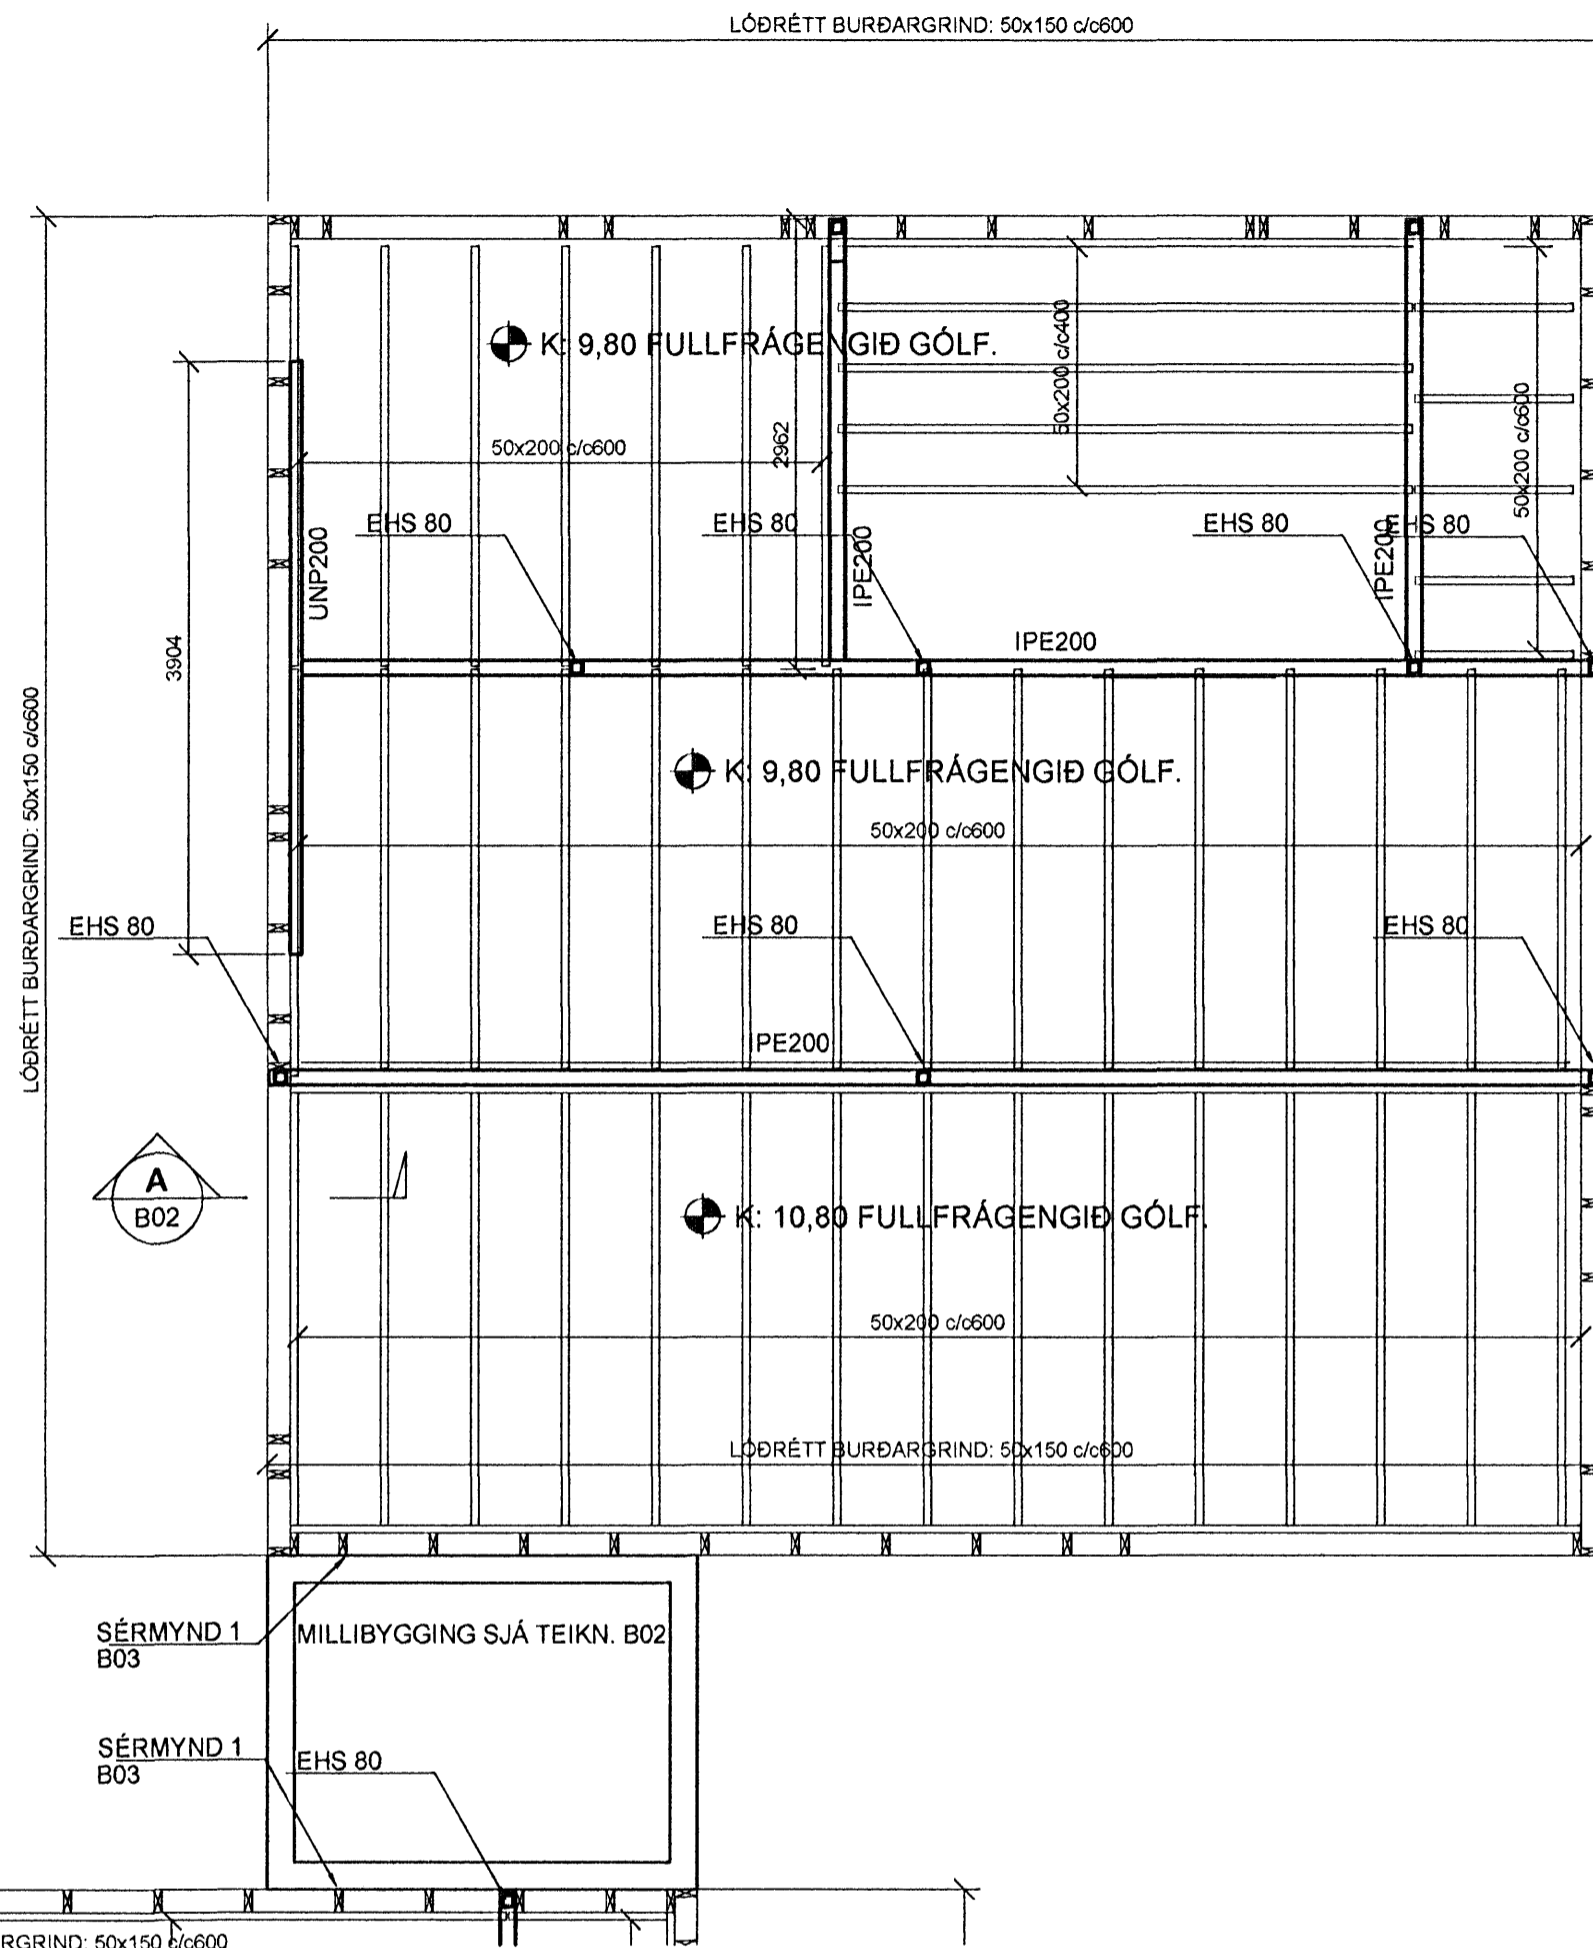 LÓÐRÉTT BURÐARGRIND: 50x150 c/c600
K: 9,80 FULLFRÁGENGIÐ GÓLF.
50x200 c/c400
50x200 c/c600
2962
50x200 c/c600
EHS 80
EHS 80
EHS 80
EHS 80
UNP200
IPE200
IPE200
IPE200
3904
K: 9,80 FULLFRÁGENGIÐ GÓLF.
50x200 c/c600
LÓÐRÉTT BURÐARGRIND: 50x150 c/c600
EHS 80
EHS 80
EHS 80
IPE200
A
B02
K: 10,80 FULLFRÁGENGIÐ GÓLF.
50x200 c/c600
LÓÐRÉTT BURÐARGRIND: 50x150 c/c600
SÉRMYND 1
B03
MILLIBYGGING SJÁ TEIKN. B02
SÉRMYND 1
B03
EHS 80
RGRIND: 50x150 c/c600